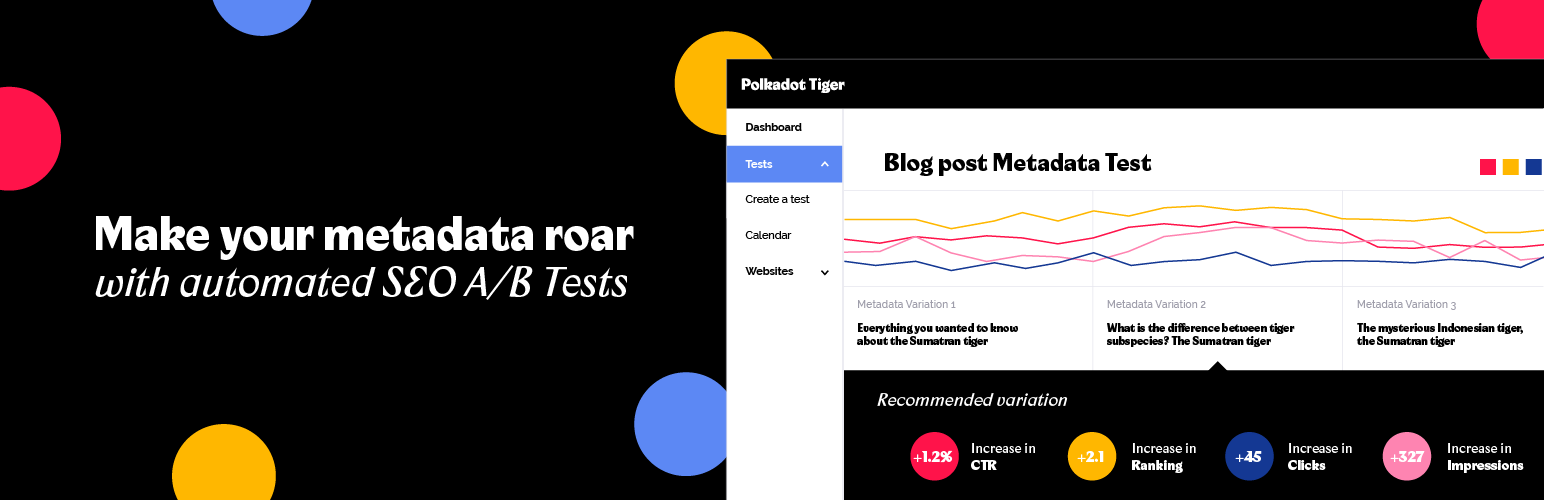 Make your metadata roar
with automated SEO A/B Tests
Polkadot Tiger
Dashboard
Tests
Create a test
Calendar
Websites
Blog post Metadata Test
Metadata Variation 1
Everything you wanted to know
about the Sumatran tiger
Metadata Variation 2
What is the difference between tiger
subspecies? The Sumatran tiger
Metadata Variation 3
The mysterious Indonesian tiger,
the Sumatran tiger
Recommended variation
+1.2%
Increase in
CTR
+2.1
Increase in
Ranking
+45
Increase in
Clicks
+327
Increase in
Impressions